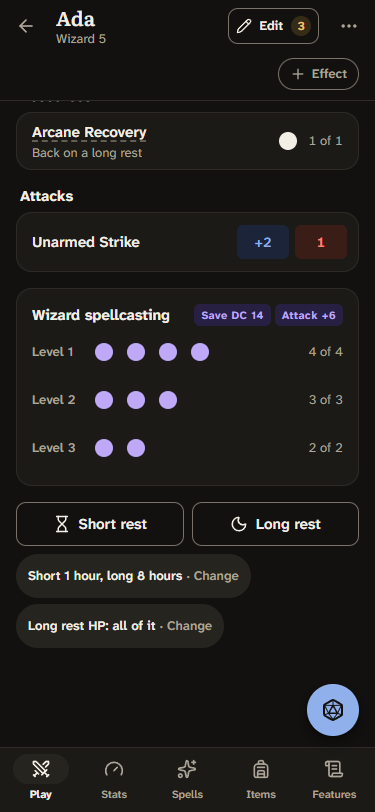 Ada
Wizard 5
Edit 3
Effect
Arcane Recovery
Back on a long rest
1 of 1
Attacks
Unarmed Strike
+2
1
Wizard spellcasting
Save DC 14
Attack +6
Level 1
4 of 4
Level 2
3 of 3
Level 3
2 of 2
Short rest
Long rest
Short 1 hour, long 8 hours · Change
Long rest HP: all of it · Change
Play
Stats
Spells
Items
Features